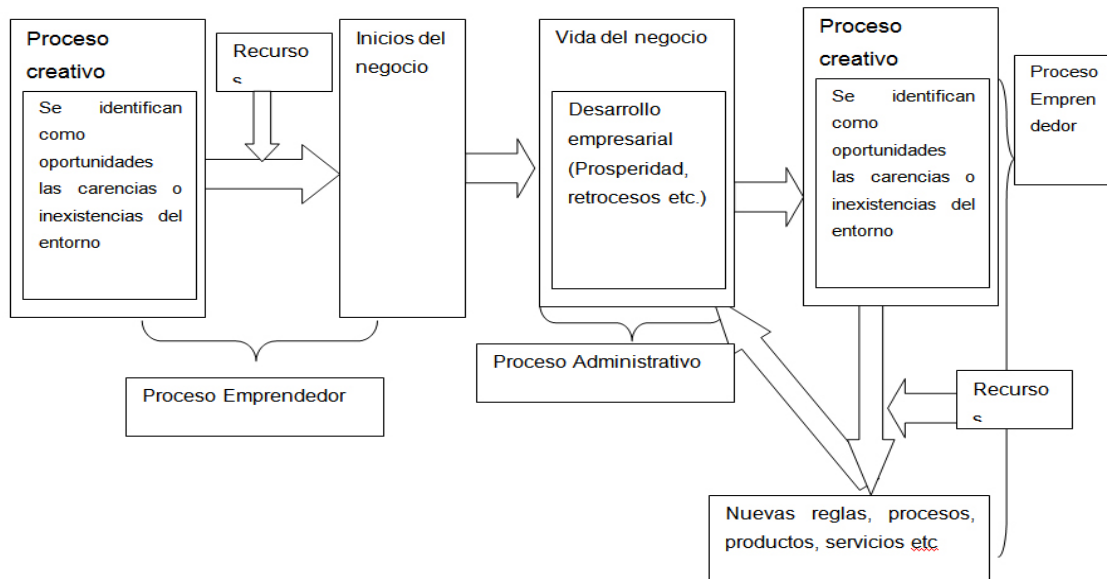 Proceso
creativo
Se identifican
como
oportunidades
las carencias o
inexistencias del
entorno
Recurso
s
Inicios del
negocio
Vida del negocio
Desarrollo
empresarial
(Prosperidad,
retrocesos etc.)
Proceso
creativo
Se identifican
como
oportunidades
las carencias o
inexistencias del
entorno
Proceso
Empren
dedor
Proceso Emprendedor
Proceso Administrativo
Recurso
s
Nuevas reglas, procesos,
productos, servicios etc